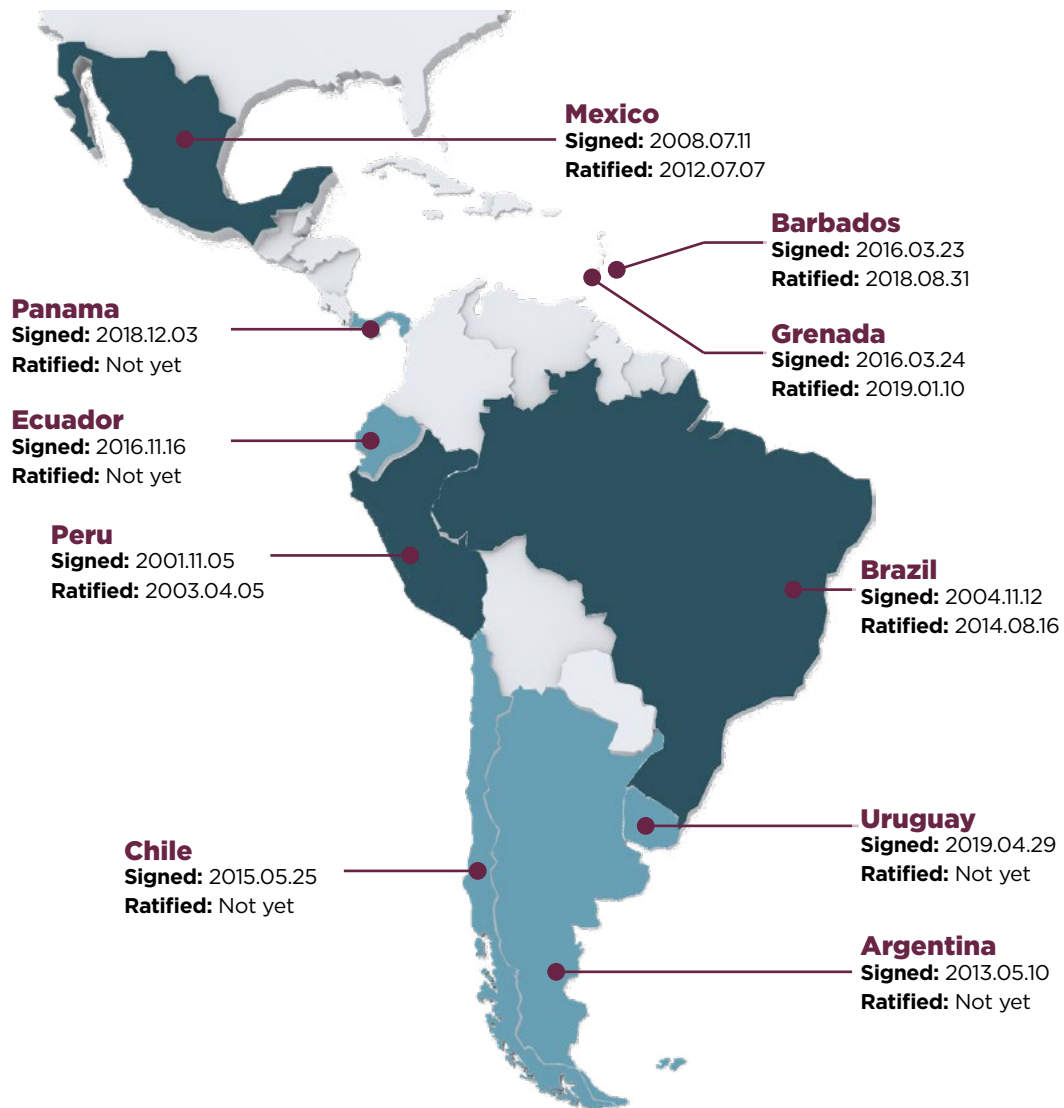 Mexico
Signed: 2008.07.11
Ratified: 2012.07.07
Barbados
Signed: 2016.03.23
Ratified: 2018.08.31
Panama
Signed: 2018.12.03
Ratified: Not yet
Grenada
Signed: 2016.03.24
Ratified: 2019.01.10
Ecuador
Signed: 2016.11.16
Ratified: Not yet
Peru
Signed: 2001.11.05
Ratified: 2003.04.05
Brazil
Signed: 2004.11.12
Ratified: 2014.08.16
Uruguay
Signed: 2019.04.29
Ratified: Not yet
Chile
Signed: 2015.05.25
Ratified: Not yet
Argentina
Signed: 2013.05.10
Ratified: Not yet